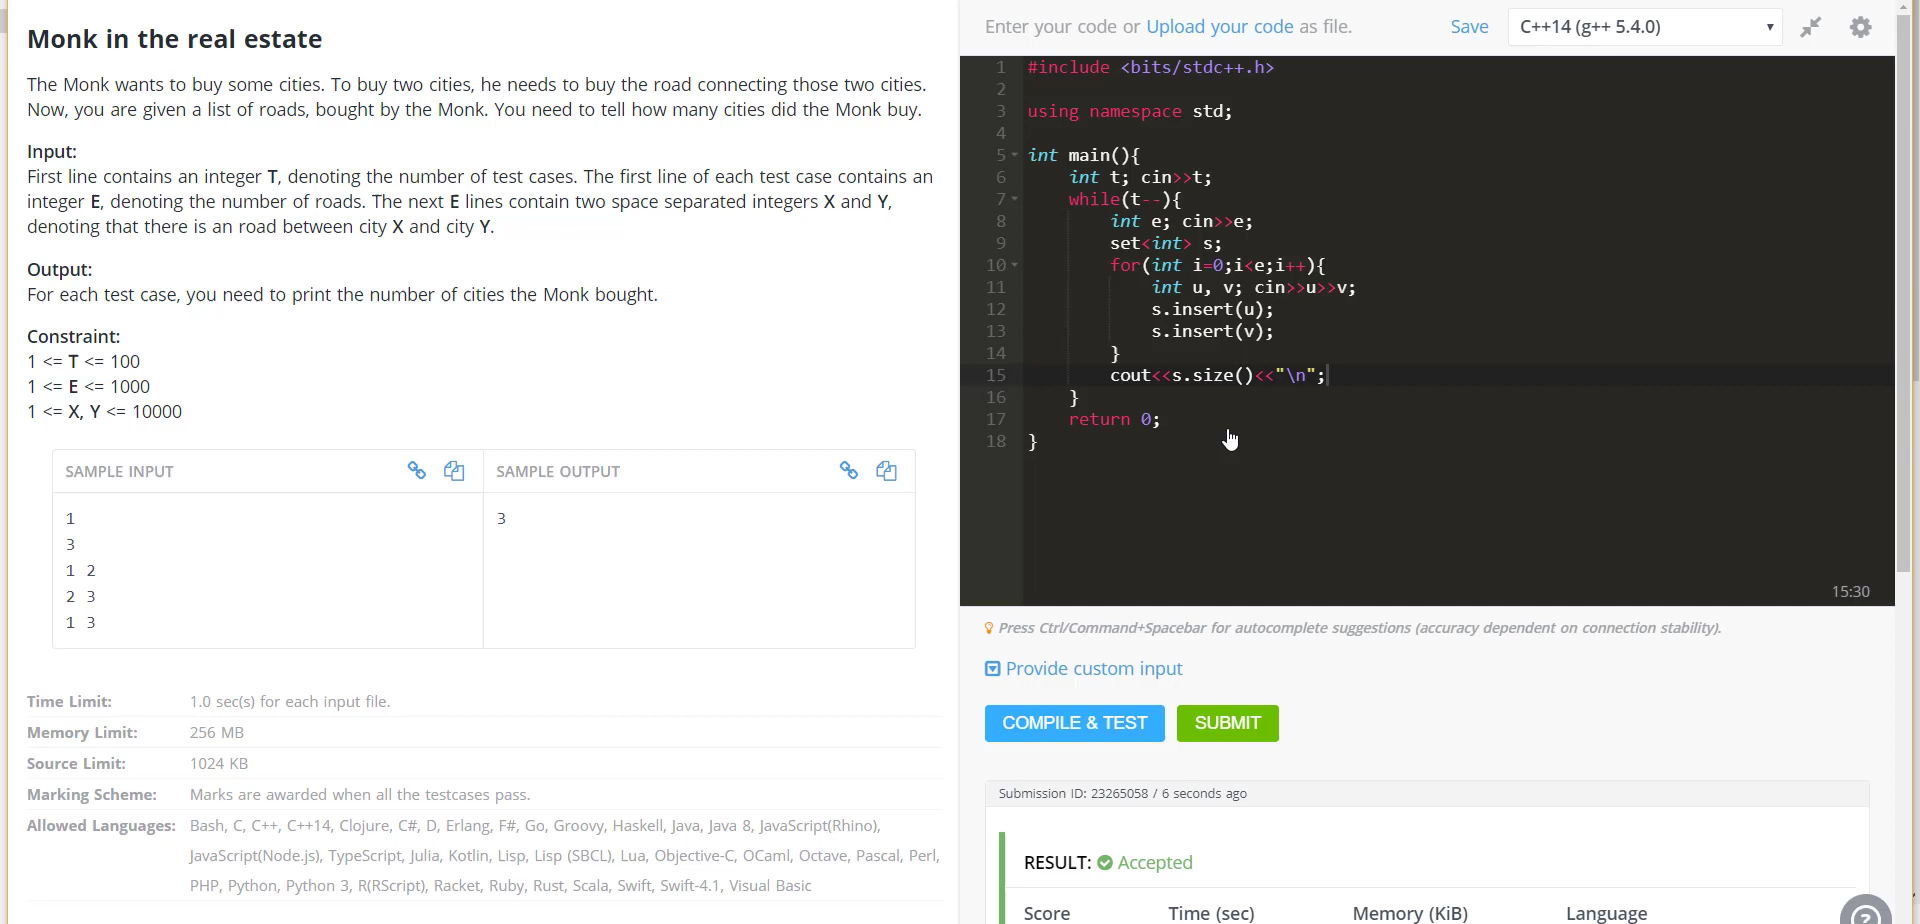 Monk in the real estate
The Monk wants to buy some cities. To buy two cities, he needs to buy the road connecting those two cities.
Now, you are given a list of roads, bought by the Monk. You need to tell how many cities did the Monk buy.
Input:
First line contains an integer T, denoting the number of test cases. The first line of each test case contains an
integer E, denoting the number of roads. The next E lines contain two space separated integers X and Y,
denoting that there is an road between city X and city Y.
Output:
For each test case, you need to print the number of cities the Monk bought.
Constraint:
1 <= T <= 100
1 <= E <= 1000
1 <= X, Y <= 10000
SAMPLE INPUT
1
3
1 2
2 3
1 3
SAMPLE OUTPUT
3
Time Limit: 1.0 sec(s) for each input file.
Memory Limit: 256 MB
Source Limit: 1024 KB
Marking Scheme: Marks are awarded when all the testcases pass.
Allowed Languages: Bash, C, C++, C++14, Clojure, C#, D, Erlang, F#, Go, Groovy, Haskell, Java, Java 8, JavaScript(Rhino),
JavaScript(Node.js), TypeScript, Julia, Kotlin, Lisp, Lisp (SBCL), Lua, Objective-C, OCaml, Octave, Pascal, Perl,
PHP, Python, Python 3, R(RScript), Racket, Ruby, Rust, Scala, Swift, Swift-4.1, Visual Basic
Enter your code or Upload your code as file. Save C++14 (g++ 5.4.0)
1 #include <bits/stdc++.h>
2
3 using namespace std;
4
5 int main(){
6 int t; cin>>t;
7 while(t--){
8 int e; cin>>e;
9 set<int> s;
10 for(int i=0;i<e;i++){
11 int u, v; cin>>u>>v;
12 s.insert(u);
13 s.insert(v);
14 }
15 cout<<s.size()<<"\n";
16 }
17 return 0;
18 }
15:30
Press Ctrl/Command+Spacebar for autocomplete suggestions (accuracy dependent on connection stability).
Provide custom input
COMPILE & TEST SUBMIT
Submission ID: 23265058 / 6 seconds ago
RESULT: Accepted
Score Time (sec) Memory (KiB) Language
?